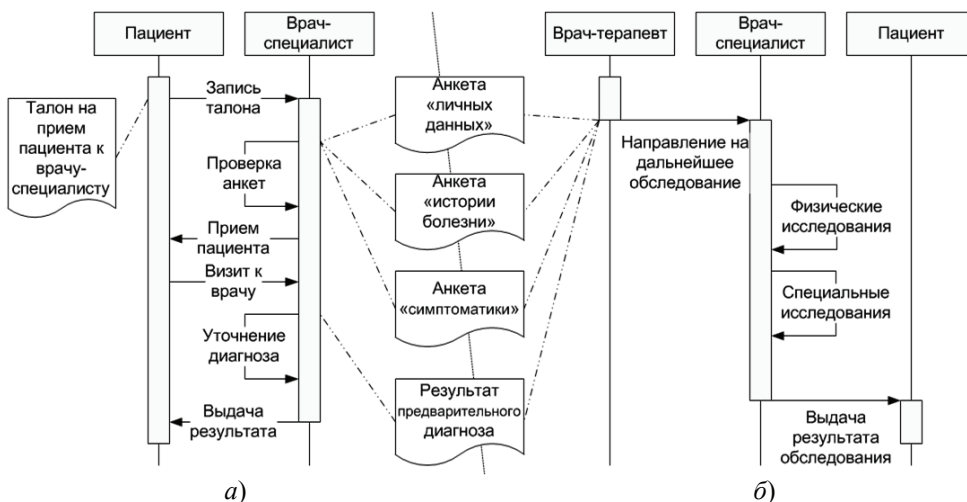 Пациент
Врач-
специалист
Врач-терапевт
Врач-
специалист
Пациент
Талон на
прием
пациента к
врачу-
специалисту
Запись
талона
Проверка
анкет
Прием
пациента
Визит к
врачу
Уточнение
диагноза
Выдача
результата
Анкета
«личных
данных»
Анкета
«истории
болезни»
Анкета
«симптоматики»
Результат
предварительного
диагноза
Направление на
дальнейшее
обследование
Физические
исследования
Специальные
исследования
Выдача
результата
обследования
а)
б)